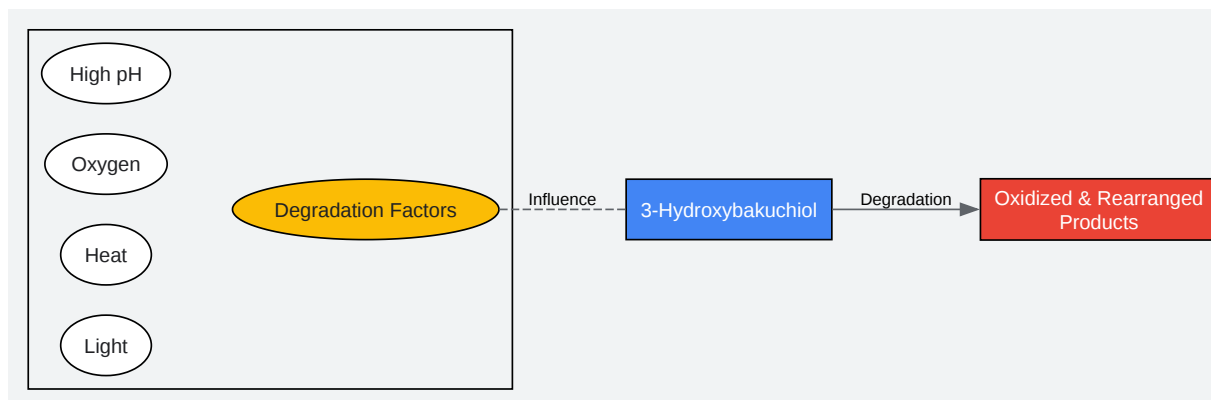 High pH
Oxygen
Heat
Light
Degradation Factors
Influence
3-Hydroxybakuchiol
Degradation
Oxidized & Rearranged
Products